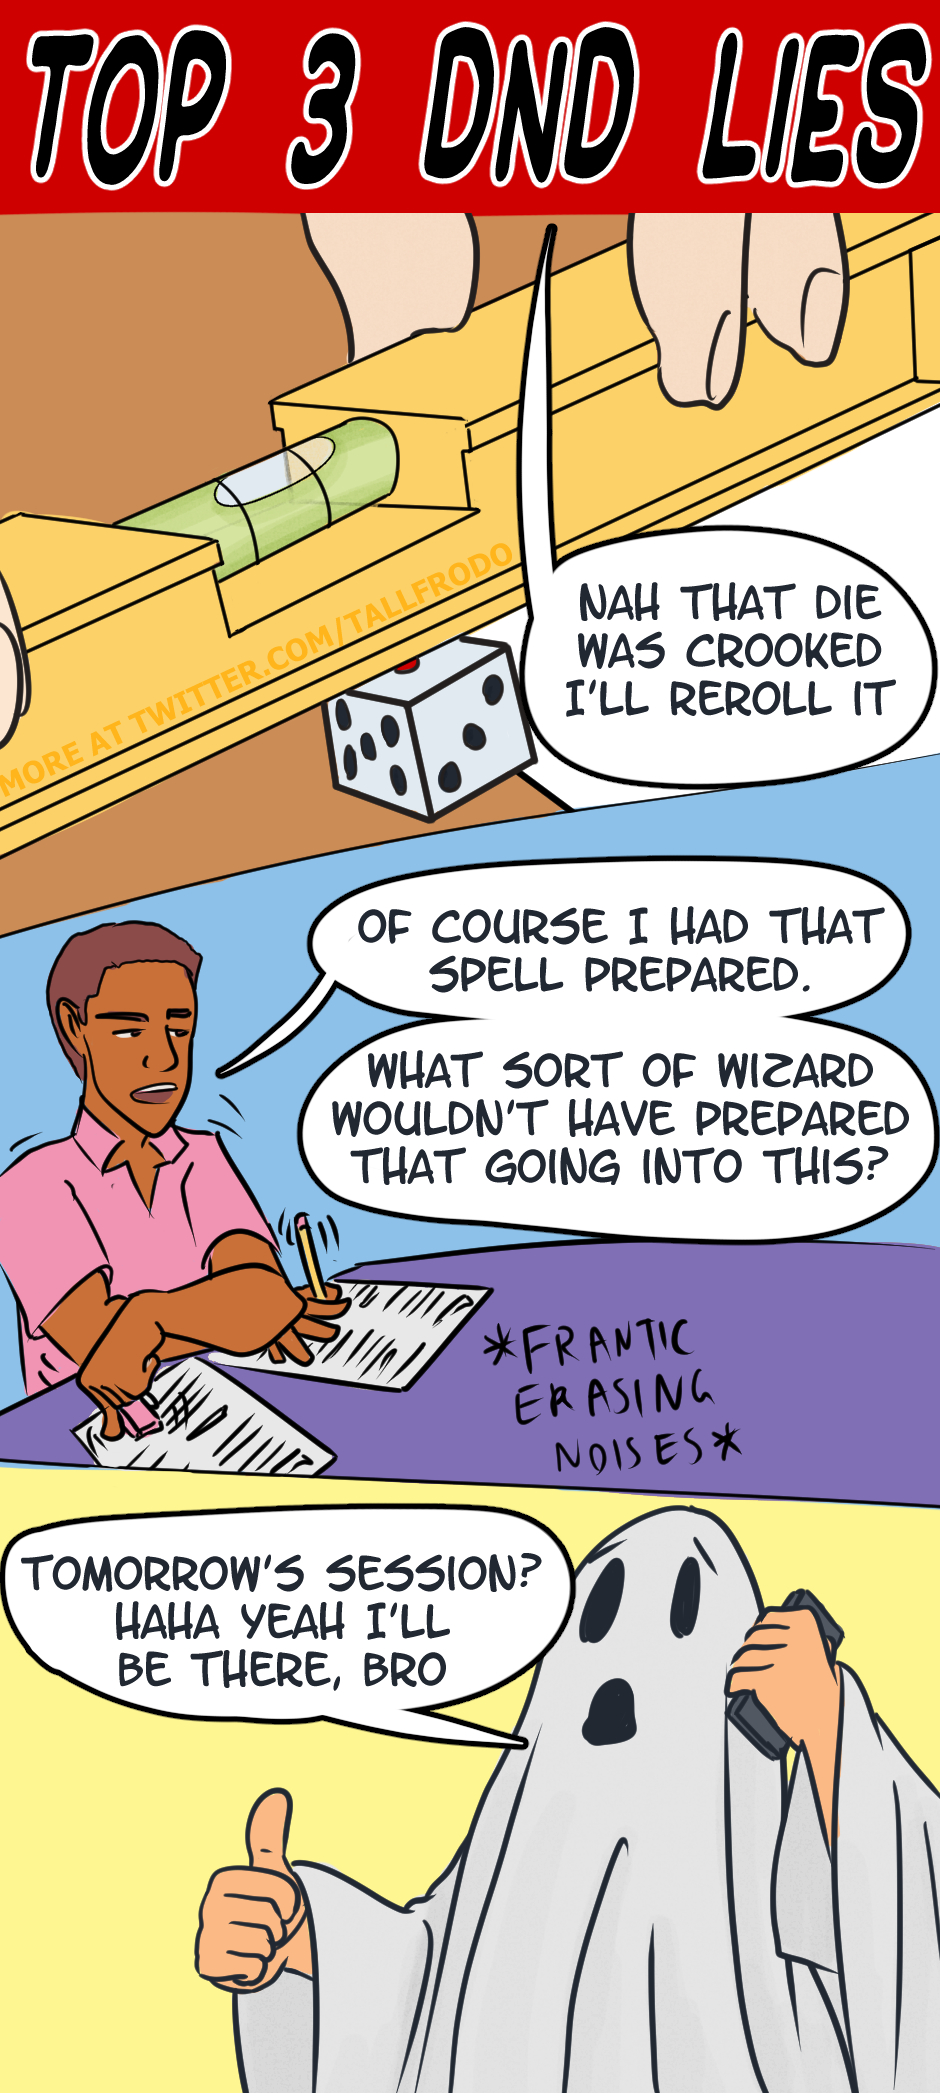 TOP 3 DND LIES
NAH THAT DIE
WAS CROOKED
I'LL REROLL IT
MORE AT TWITTER.COM/TALLFRODO
OF COURSE I HAD THAT
SPELL PREPARED.
WHAT SORT OF WIZARD
WOULDN'T HAVE PREPARED
THAT GOING INTO THIS?
*FRANTIC
ERASING
NOISES*
TOMORROW'S SESSION?
HAHA YEAH I'LL
BE THERE, BRO